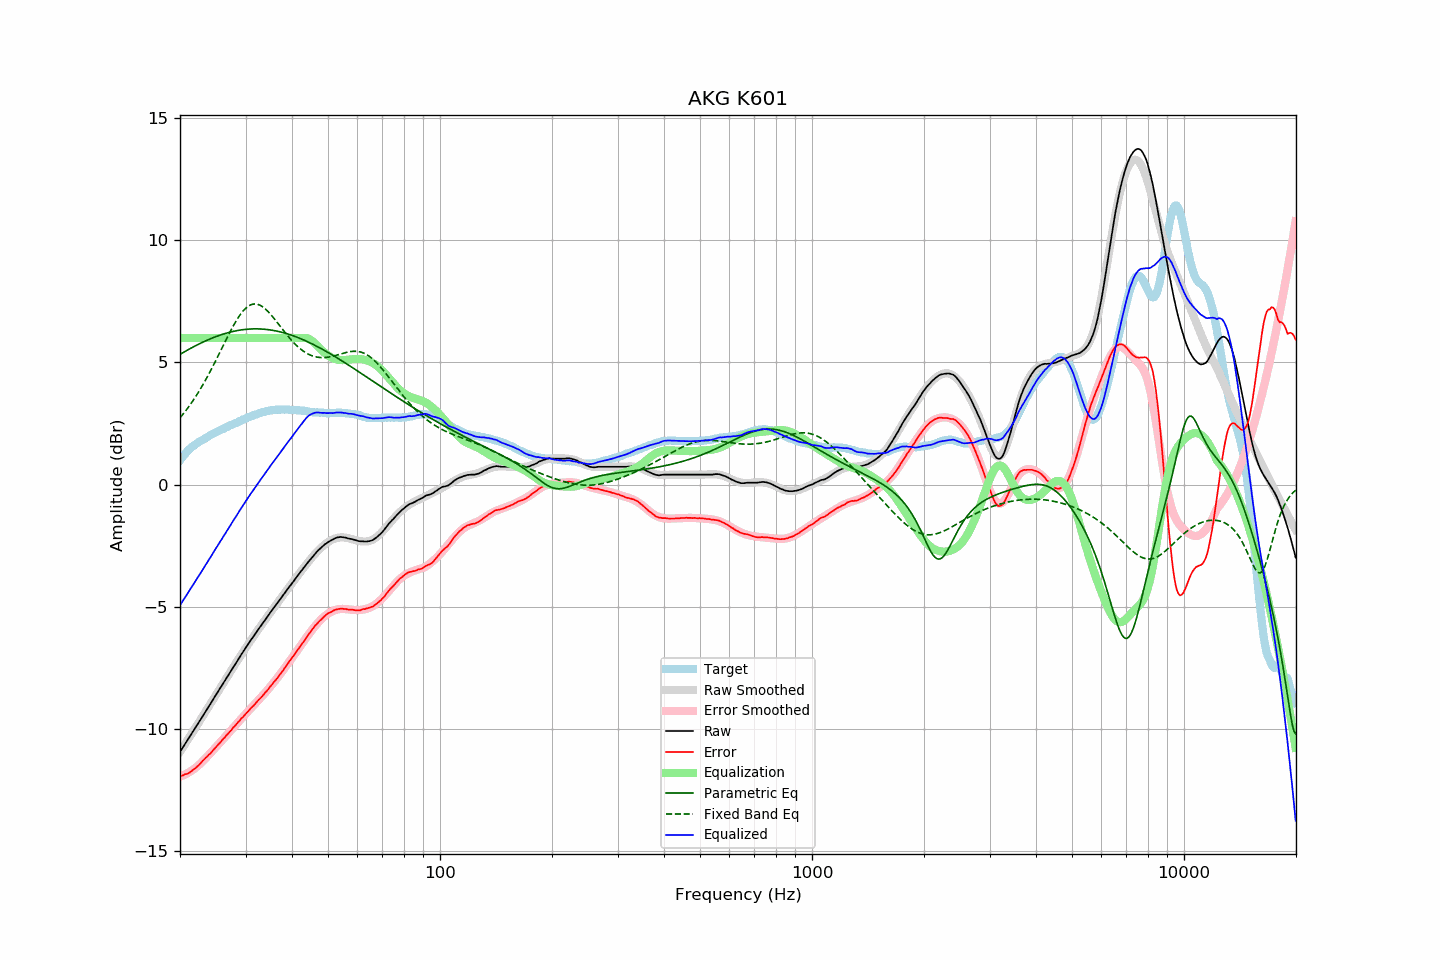 AKG K601
15
10
5
0
−5
−10
−15
Amplitude (dBr)
Target
Raw Smoothed
Error Smoothed
Raw
Error
Equalization
Parametric Eq
Fixed Band Eq
Equalized
100
1000
10000
Frequency (Hz)